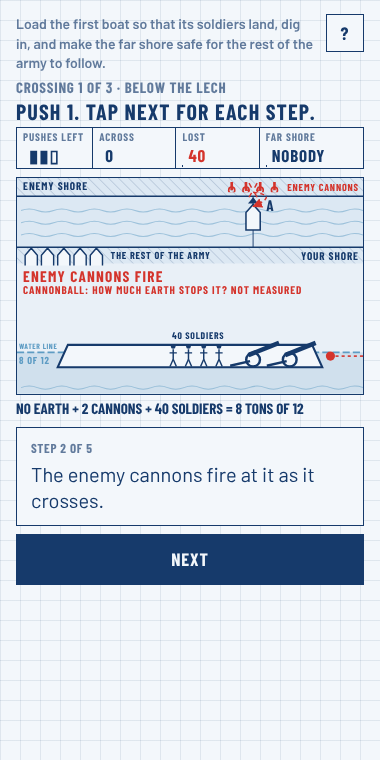 Load the first boat so that its soldiers land, dig
in, and make the far shore safe for the rest of the
army to follow.
?
CROSSING 1 OF 3 · BELOW THE LECH
PUSH 1. TAP NEXT FOR EACH STEP.
PUSHES LEFT
ACROSS
0
LOST
40
FAR SHORE
NOBODY
ENEMY SHORE
ENEMY CANNONS
A
THE REST OF THE ARMY
YOUR SHORE
ENEMY CANNONS FIRE
CANNONBALL: HOW MUCH EARTH STOPS IT? NOT MEASURED
40 SOLDIERS
WATER LINE
8 OF 12
NO EARTH + 2 CANNONS + 40 SOLDIERS = 8 TONS OF 12
STEP 2 OF 5
The enemy cannons fire at it as it
crosses.
NEXT